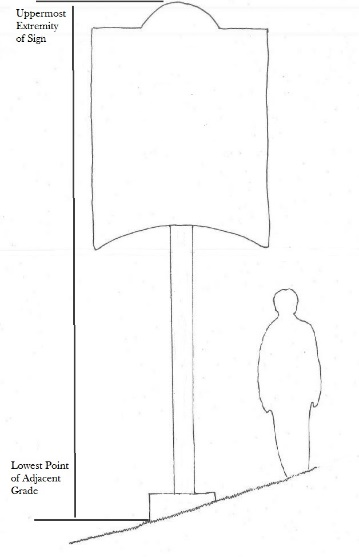 Uppermost
Extremity
of Sign
Lowest Point
of Adjacent
Grade